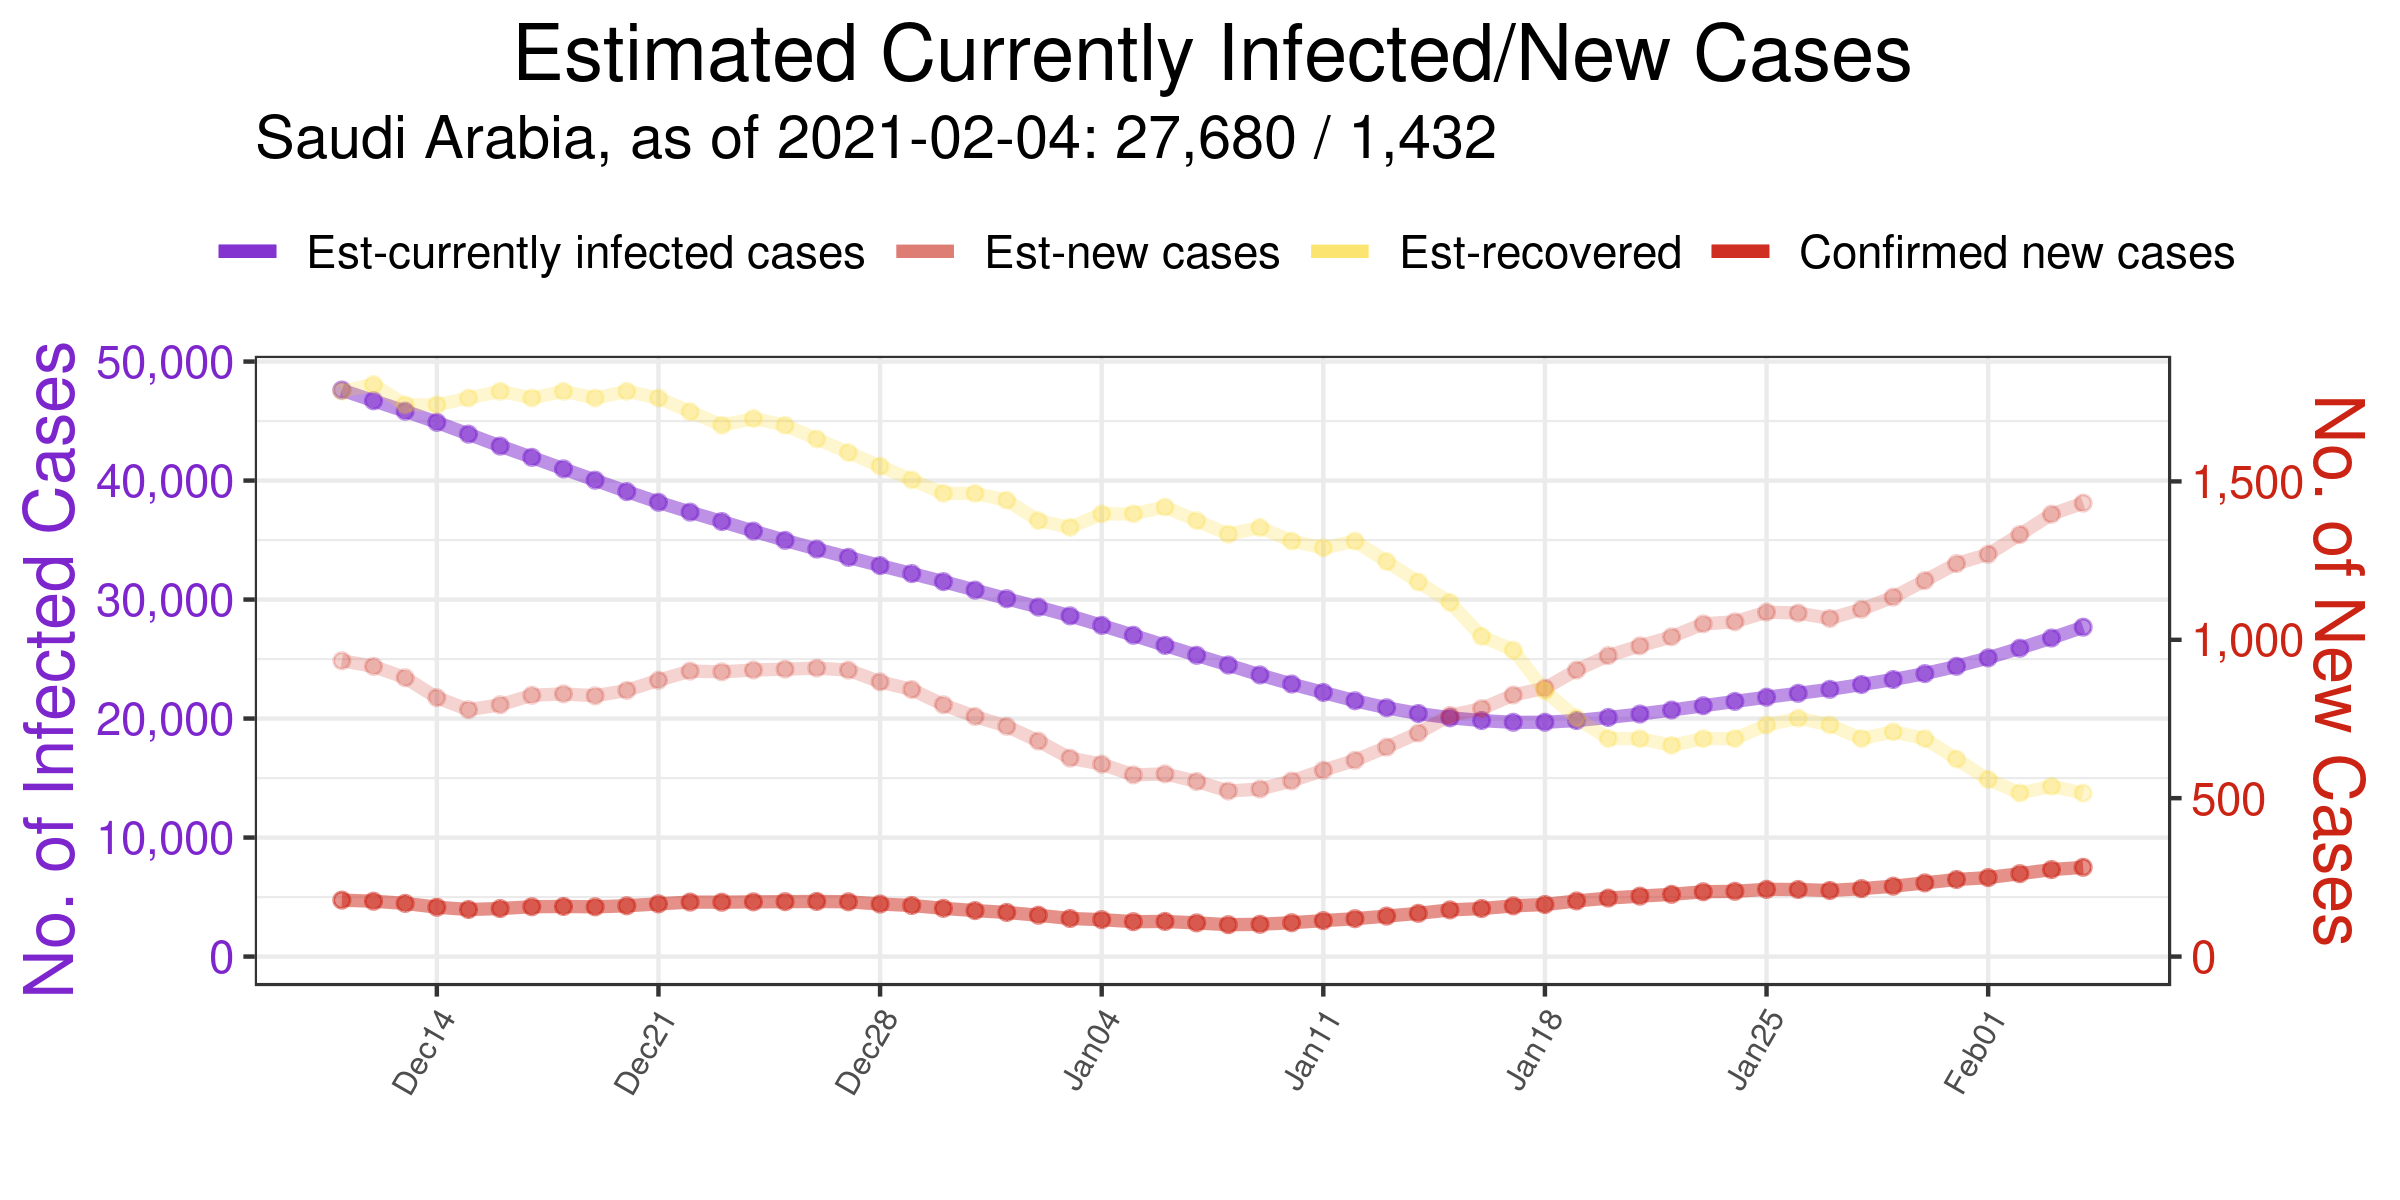 Estimated Currently Infected/New Cases
Saudi Arabia, as of 2021-02-04: 27,680 / 1,432
Est-currently infected cases Est-new cases Est-recovered Confirmed new cases
No. of Infected Cases
50,000
40,000
30,000
20,000
10,000
0
1,500
1,000
500
0
No. of New Cases
Dec14 Dec21 Dec28 Jan04 Jan11 Jan18 Jan25 Feb01